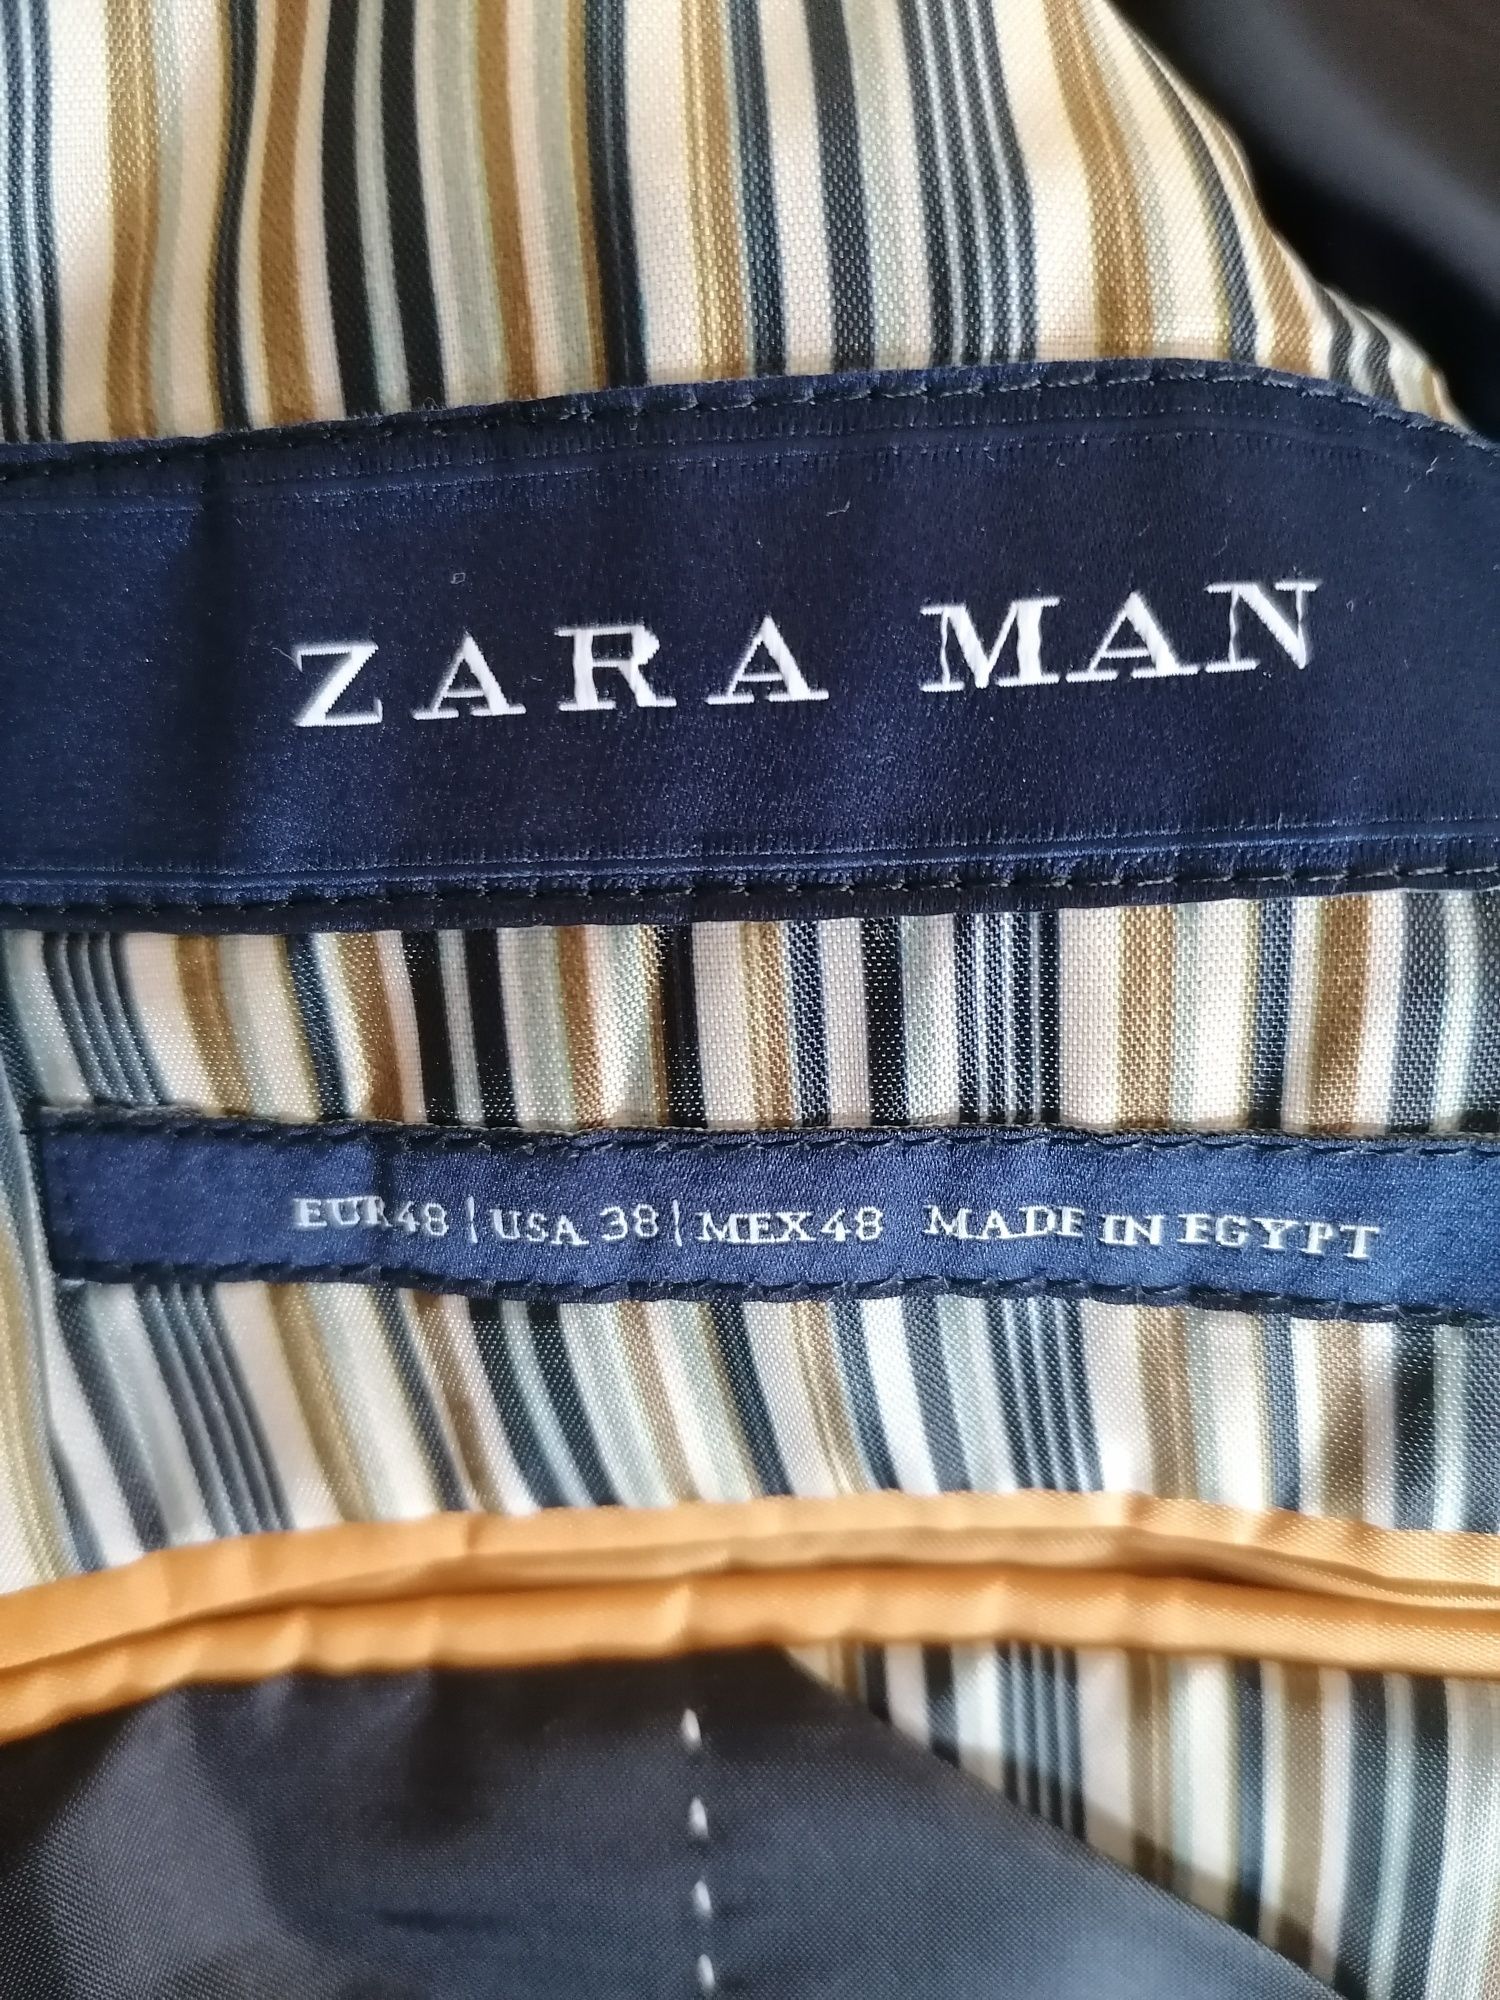 ZARA MAN
EUR48 | USA 38 | MEX48 MADE IN EGYPT